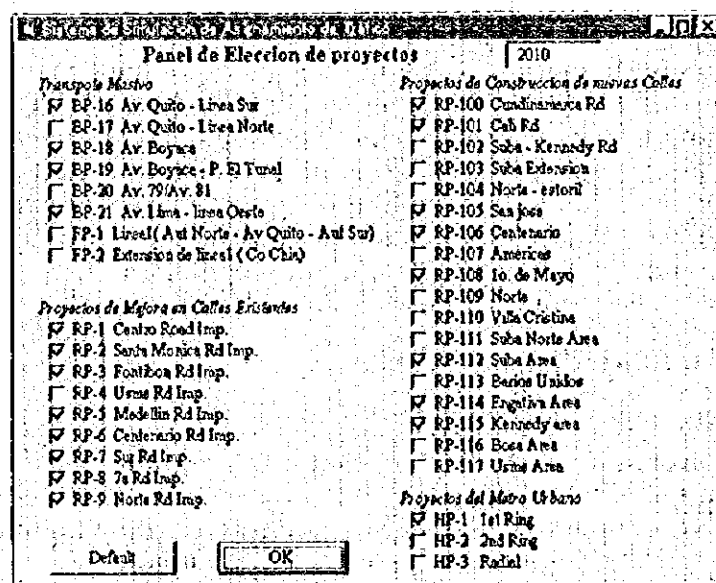 Sistema de Simulacion en
Panel de Eleccion de proyectos
2010
Transpote Masivo
BP-16 Av. Quito - Linea Sur
BP-17 Av. Quito - Linea Norte
BP-18 Av. Boyaca
BP-19 Av. Boyaca - P. El Tunal
BP-20 Av. 79/Av. 81
BP-21 Av. Lima - linea Oeste
FP-1 Linea1 ( Aut Norte - Av Quito - Aut Sur)
FP-2 Extension de linea1 ( Co Chia)
Proyectos de Mejora en Calles Existentes
RP-1 Centro Road Imp.
RP-2 Santa Monica Rd Imp.
RP-3 Fontibon Rd Imp.
RP-4 Usme Rd Imp.
RP-5 Medellin Rd Imp.
RP-6 Centenario Rd Imp.
RP-7 Sur Rd Imp.
RP-8 7a Rd Imp.
RP-9 Norte Rd Imp.
Default
OK
Proyectos de Construccion de nuevas Calles
RP-100 Cundinamarca Rd
RP-101 Cali Rd
RP-102 Suba - Kennedy Rd
RP-103 Suba Extension
RP-104 Norte - estoril
RP-105 San jose
RP-106 Centenario
RP-107 Americas
RP-108 1o. de Mayo
RP-109 Norte
RP-110 Villa Cristina
RP-111 Suba Norte Area
RP-112 Suba Area
RP-113 Barios Unidos
RP-114 Engativa Area
RP-115 Kennedy area
RP-116 Bosa Area
RP-117 Usme Area
Proyectos del Metro Urbano
HP-1 1st Ring
HP-2 2nd Ring
HP-3 Radial